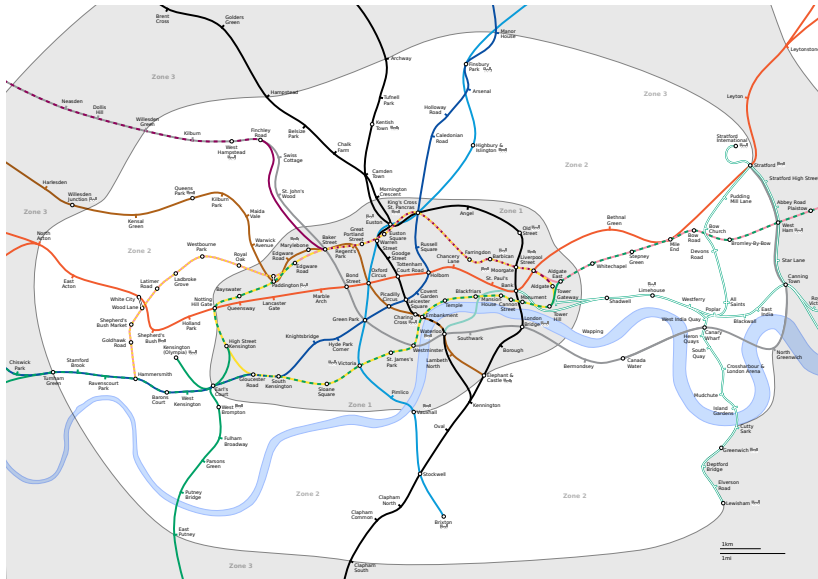 Brent
Cross
Golders
Green
Manor
House
Leytonstone
Archway
Finsbury
Park
Zone 3
Zone 3
Neasden
Dollis
Hill
Willesden
Green
Kilburn
West
Hampstead
Finchley
Road
Hampstead
Belsize
Park
Chalk
Farm
Tufnell
Park
Kentish
Town
Holloway
Road
Arsenal
Caledonian
Road
Highbury &
Islington
Leyton
Stratford
International
Stratford
Stratford High Street
Zone 2
Swiss
Cottage
St. John's
Wood
Camden
Town
Mornington
Crescent
Harlesden
Willesden
Junction
Queens
Park
Kilburn
Park
Kensal
Green
Maida
Vale
Zone 3
Pudding
Mill Lane
Abbey Road
Plaistow
West
Ham
King's Cross
St. Pancras
Angel
Zone 1
Old
Street
Euston
Euston
Square
Warren
Street
Goodge
Street
Russell
Square
Great
Portland
Street
Baker
Street
Regent's
Park
Marylebone
Edgware
Road
Edgware
Road
Warwick
Avenue
Royal
Oak
Westbourne
Park
Zone 2
North
Acton
East
Acton
Latimer
Road
Ladbroke
Grove
White City
Wood Lane
Paddington
Bayswater
Notting
Hill Gate
Queensway
Lancaster
Gate
Marble
Arch
Bond
Street
Oxford
Circus
Tottenham
Court Road
Chancery
Lane
Holborn
Farringdon
Barbican
Moorgate
Liverpool
Street
St. Paul's
Bank
Aldgate
East
Aldgate
Tower
Gateway
Bethnal
Green
Whitechapel
Stepney
Green
Mile
End
Bow
Road
Bow
Church
Devons
Road
Bromley-By-Bow
Star Lane
Canning
Town
Shepherd's
Bush Market
Shepherd's
Bush
Holland
Park
Goldhawk
Road
Kensington
(Olympia)
High Street
Kensington
Green Park
Piccadilly
Circus
Covent
Garden
Leicester
Square
Charing
Cross
Embankment
Temple
Blackfriars
Mansion
House
Cannon
Street
Monument
Tower
Hill
London
Bridge
Shadwell
Limehouse
Westferry
Poplar
All
Saints
Blackwall
East
India
West India Quay
Canary
Wharf
Heron
Quays
South
Quay
North
Greenwich
Wapping
Chiswick
Park
Stamford
Brook
Turnham
Green
Ravenscourt
Park
Hammersmith
Barons
Court
West
Kensington
Earl's
Court
Gloucester
Road
South
Kensington
Knightsbridge
Hyde Park
Corner
Victoria
St. James's
Park
Westminster
Waterloo
Lambeth
North
Southwark
Borough
Elephant &
Castle
Bermondsey
Canada
Water
Crossharbour &
London Arena
Mudchute
Island
Gardens
Sloane
Square
Zone 1
Pimlico
Vauxhall
Kennington
Oval
West
Brompton
Fulham
Broadway
Parsons
Green
Putney
Bridge
East
Putney
Stockwell
Clapham
North
Clapham
Common
Clapham
South
Brixton
Cutty
Sark
Greenwich
Deptford
Bridge
Elverson
Road
Lewisham
Zone 2
Zone 2
Zone 3
1km
1mi